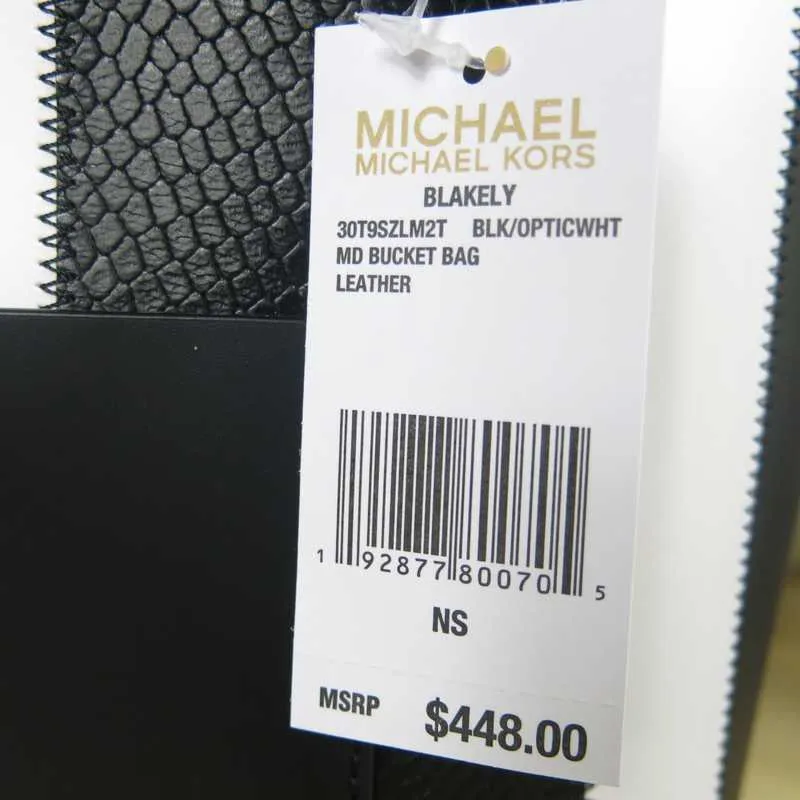 MICHAEL
MICHAEL KORS
BLAKELY
30T9SZLM2T BLK/OPTICWHT
MD BUCKET BAG
LEATHER
1 92877 80070 5
NS
MSRP $448.00